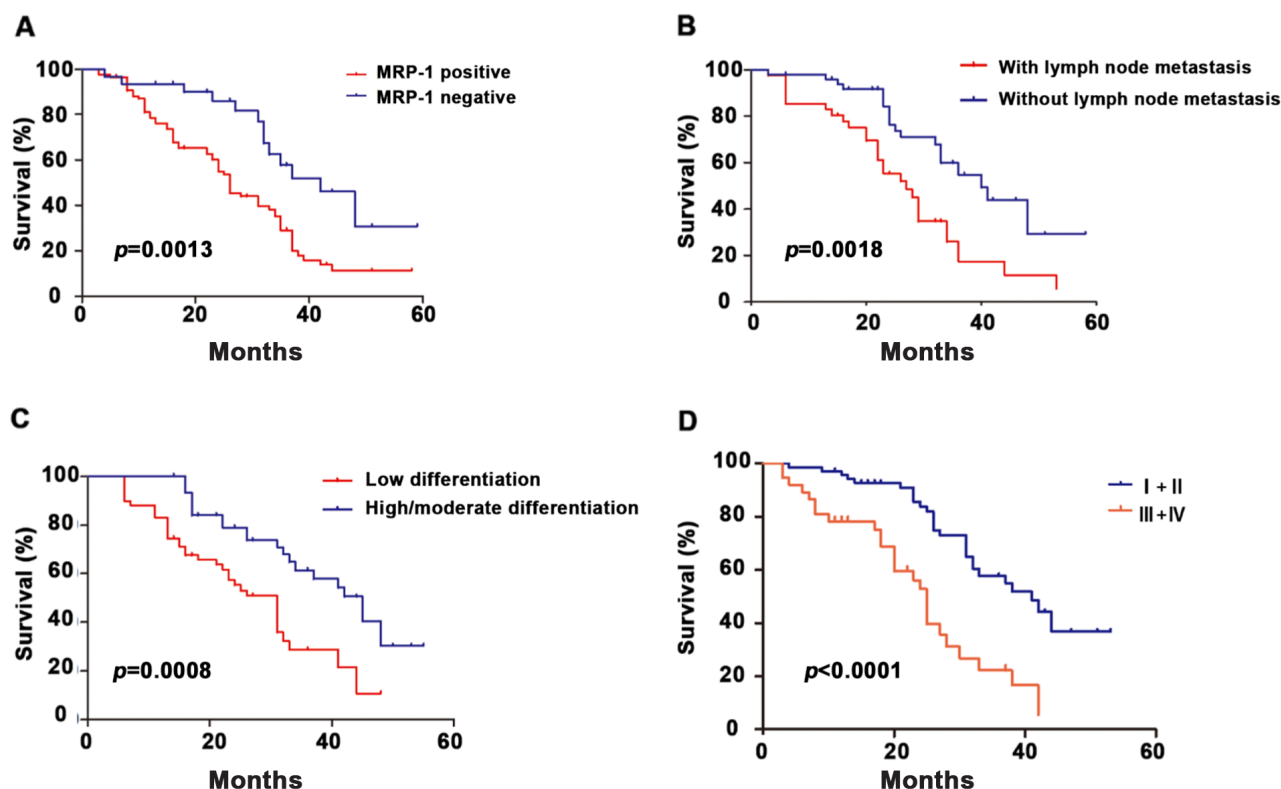 A
100
80
60
40
20
0
Survival (%)
MRP-1 positive
MRP-1 negative
p=0.0013
0 20 40 60
Months
B
100
80
60
40
20
0
Survival (%)
With lymph node metastasis
Without lymph node metastasis
p=0.0018
0 20 40 60
Months
C
100
80
60
40
20
0
Survival (%)
Low differentiation
High/moderate differentiation
p=0.0008
0 20 40 60
Months
D
100
80
60
40
20
0
Survival (%)
I + II
III+IV
p<0.0001
0 20 40 60
Months